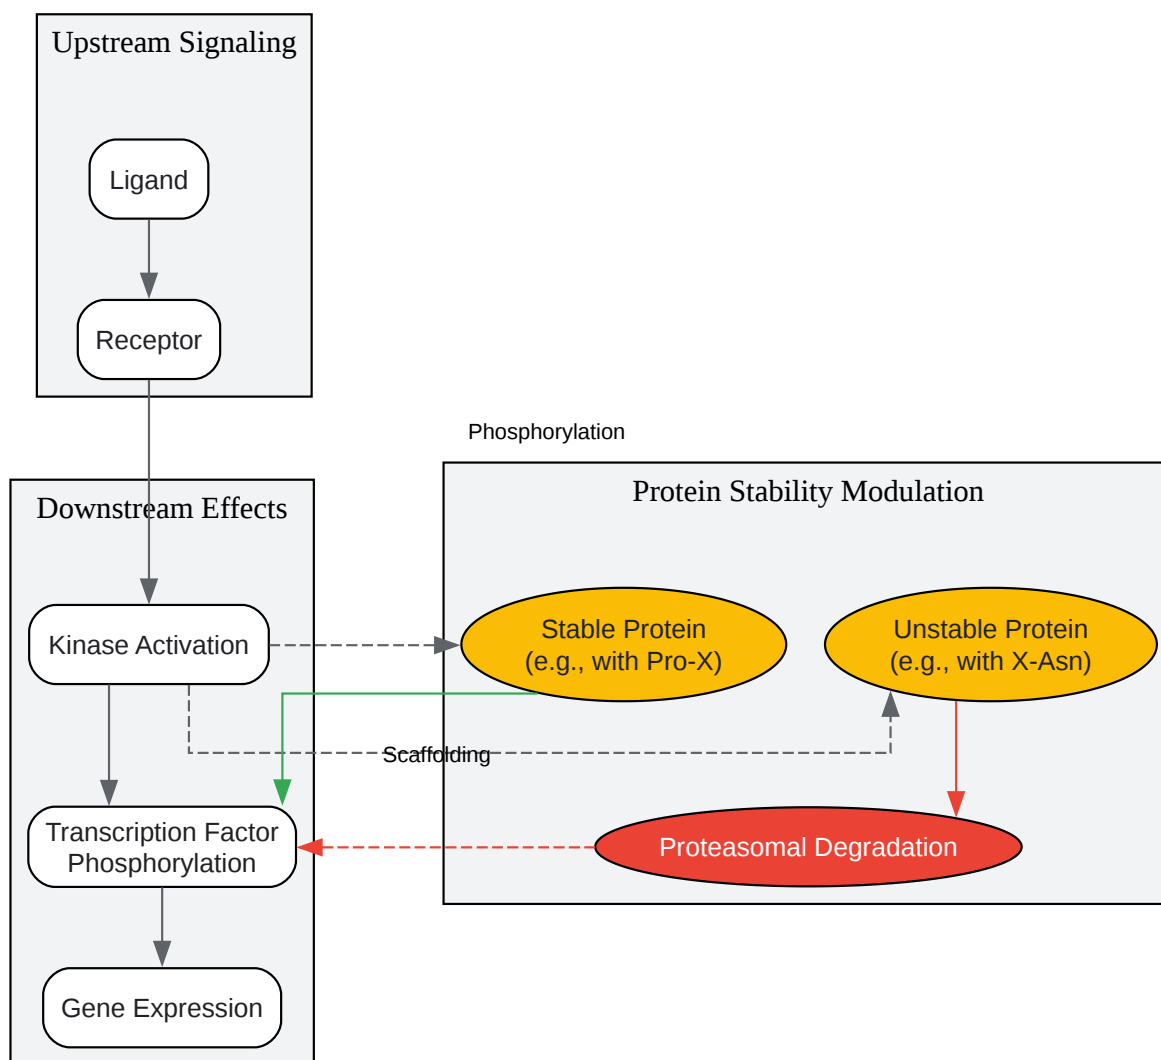 Upstream Signaling
Ligand
Receptor
Phosphorylation
Downstream Effects
Protein Stability Modulation
Kinase Activation
Stable Protein
(e.g., with Pro-X)
Unstable Protein
(e.g., with X-Asn)
Scaffolding
Transcription Factor
Phosphorylation
Proteasomal Degradation
Gene Expression